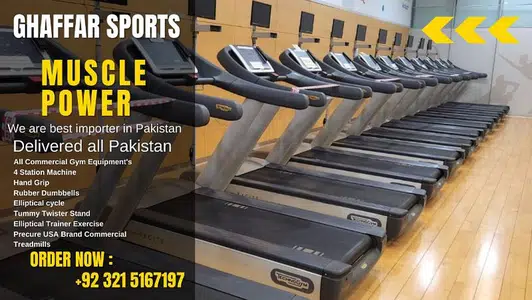 GHAFFAR SPORTS
MUSCLE
POWER
We are best importer in Pakistan
Delivered all Pakistan
All Commercial Gym Equipment's
4 Station Machine
Hand Grip
Rubber Dumbbells
Elliptical cycle
Tummy Twister Stand
Elliptical Trainer Exercise
Precure USA Brand Commercial
Treadmills
ORDER NOW :
+92 321 5167197
TECHNOGYM